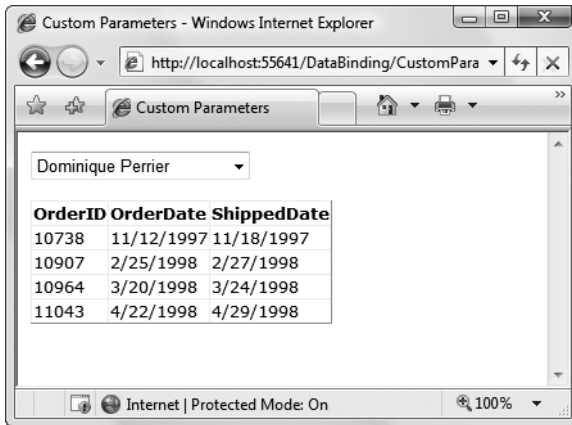 Custom Parameters - Windows Internet Explorer
http://localhost:55641/DataBinding/CustomPara
Custom Parameters
Dominique Perrier
OrderID OrderDate ShippedDate
10738 11/12/1997 11/18/1997
10907 2/25/1998 2/27/1998
10964 3/20/1998 3/24/1998
11043 4/22/1998 4/29/1998
Internet | Protected Mode: On 100%